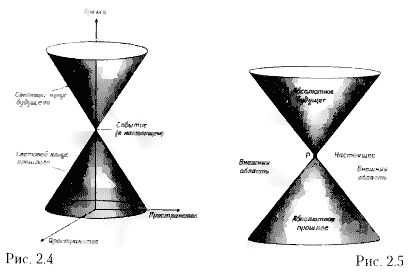 Время
Световой конус
будущего
Событие
(в настоящем)
Световой конус
прошлого
Пространство
Пространство
Рис. 2.4
Абсолютное
будущее
P
Настоящее
Внешняя
область
Внешняя
область
Абсолютное
прошлое
Рис. 2.5